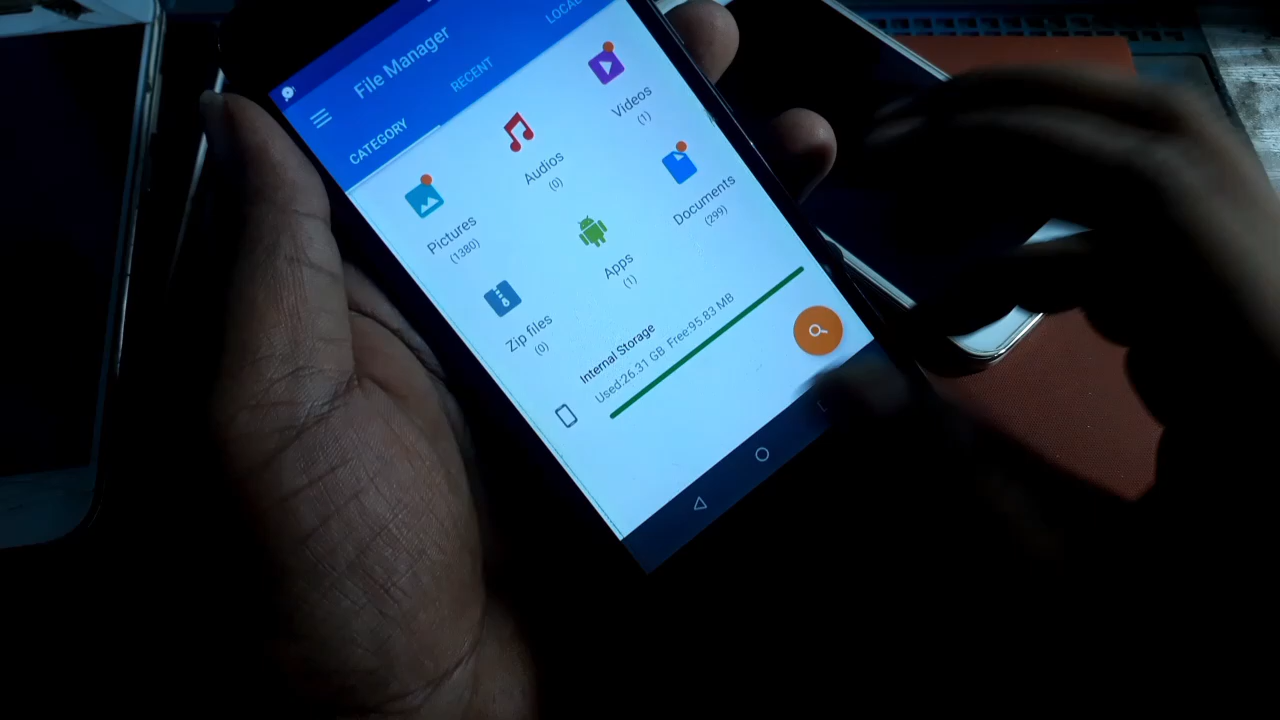 File Manager
CATEGORY
RECENT
LOCAL
Pictures
(1380)
Audios
(0)
Videos
(1)
Zip files
(0)
Apps
(1)
Documents
(299)
Internal Storage
Used:26.31 GB Free:95.83 MB